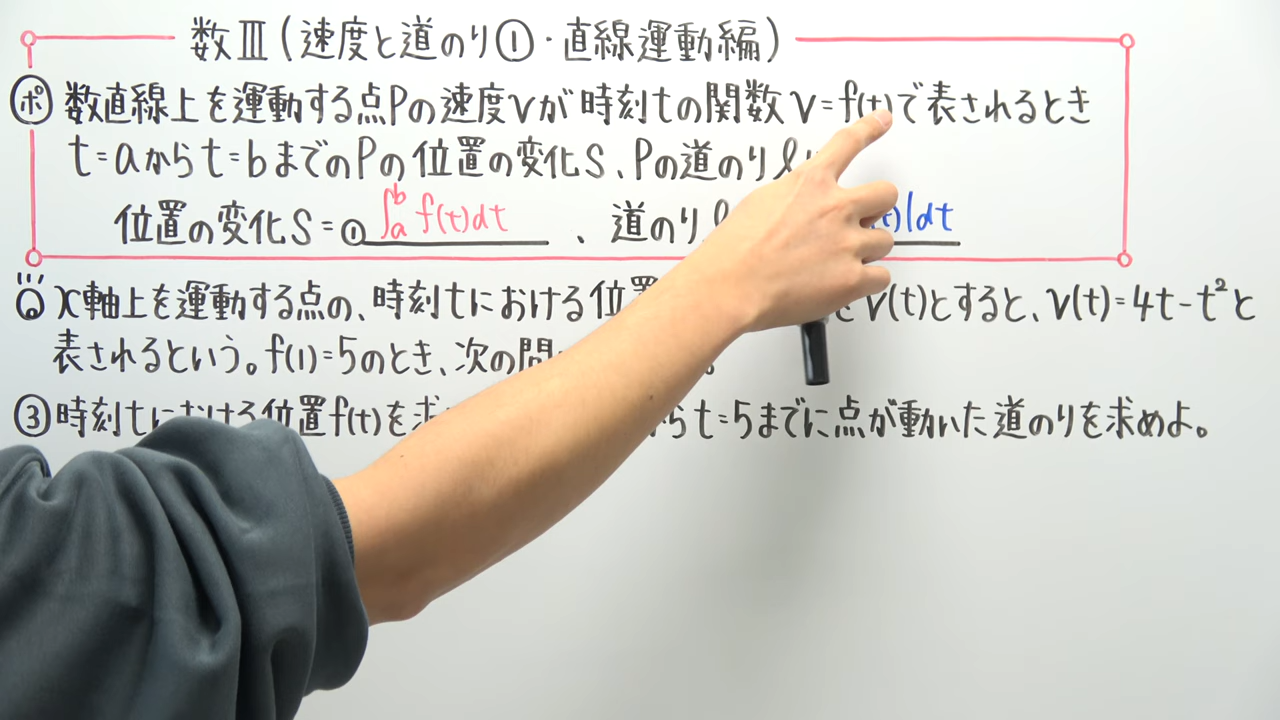 数Ⅲ(速度と道のり①・直線運動編)
ポ 数直線上を運動する点Pの速度vが時刻tの関数v=f(t)で表されるとき
t=aからt=bまでのPの位置の変化S、Pの道のりl
位置の変化S=① ∫_a^b f(t)dt 、道のりl (t)|dt
x軸上を運動する点の、時刻tにおける位置 v(t)とすると、v(t)=4t-t²と
表されるという。f(1)=5のとき、次の問 。
③時刻tにおける位置f(t)を求 らt=5までに点が動いた道のりを求めよ。